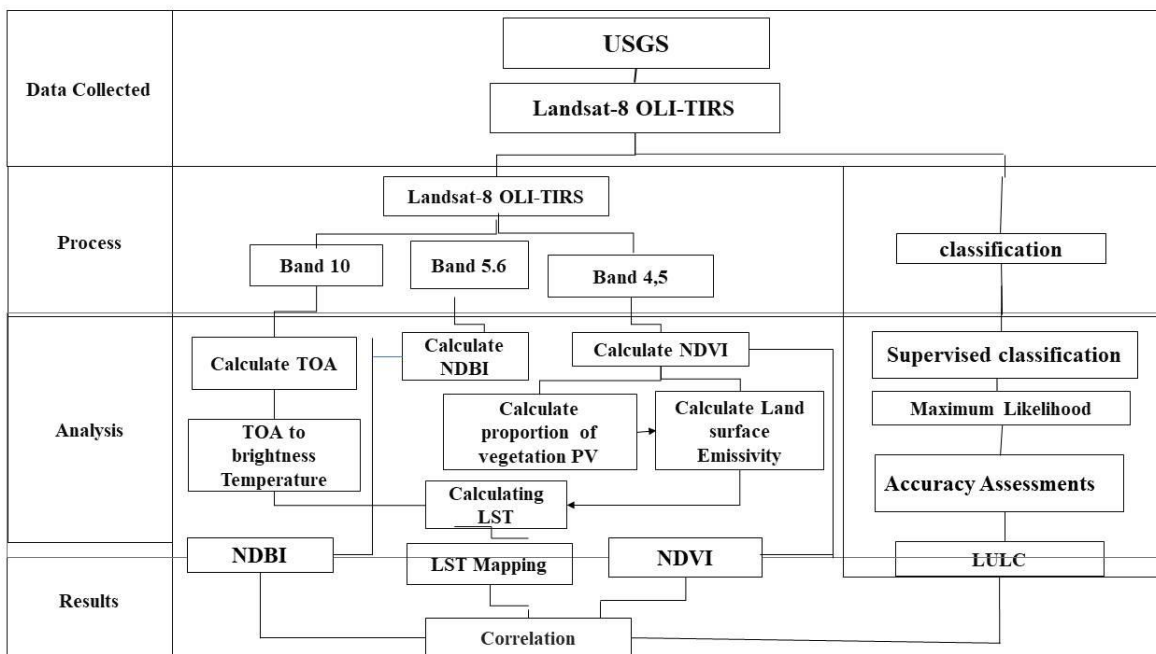 USGS
Data Collected
Landsat-8 OLI-TIRS
Landsat-8 OLI-TIRS
Process
classification
Band 10
Band 5.6
Band 4,5
Calculate TOA
Calculate
NDBI
Calculate NDVI
Supervised classification
Analysis
TOA to
brightness
Temperature
Calculate
proportion of
vegetation PV
Calculate Land
surface
Emissivity
Maximum Likelihood
Calculating
LST
Accuracy Assessments
NDBI
LST Mapping
NDVI
LULC
Results
Correlation